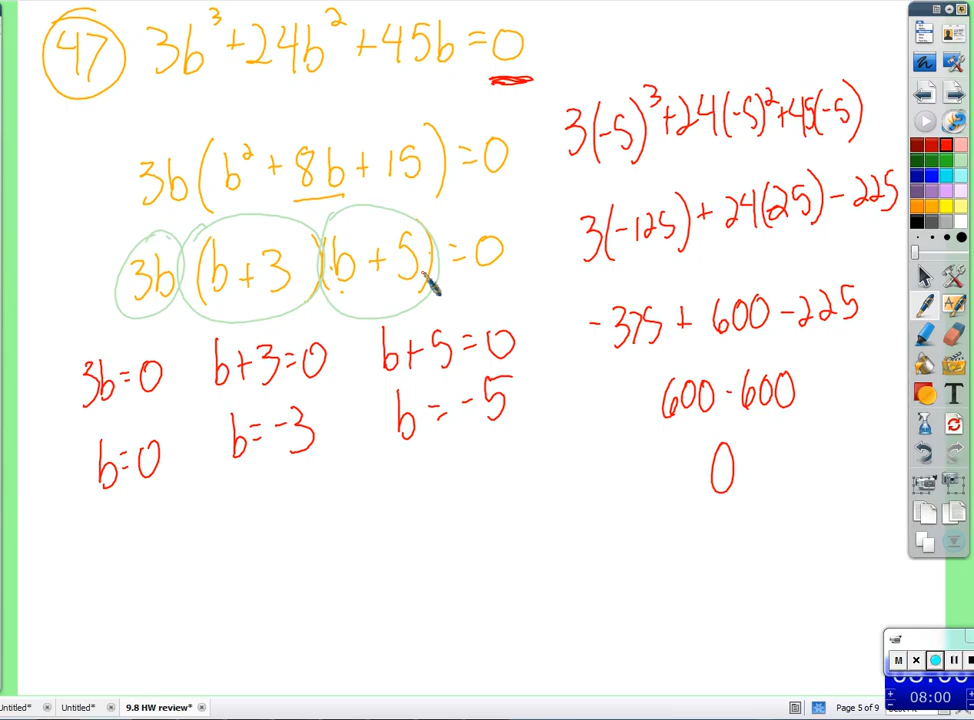 47 3b³ + 24b² + 45b = 0
3b(b² + 8b + 15) = 0
3b(b + 3)(b + 5) = 0
3b = 0 b + 3 = 0 b + 5 = 0
b = 0 b = -3 b = -5
3(-5)³ + 24(-5)² + 45(-5)
3(-125) + 24(25) - 225
-375 + 600 - 225
600 - 600
0
T
M
08:00
Untitled* Untitled* 9.8 HW review* Page 5 of 9